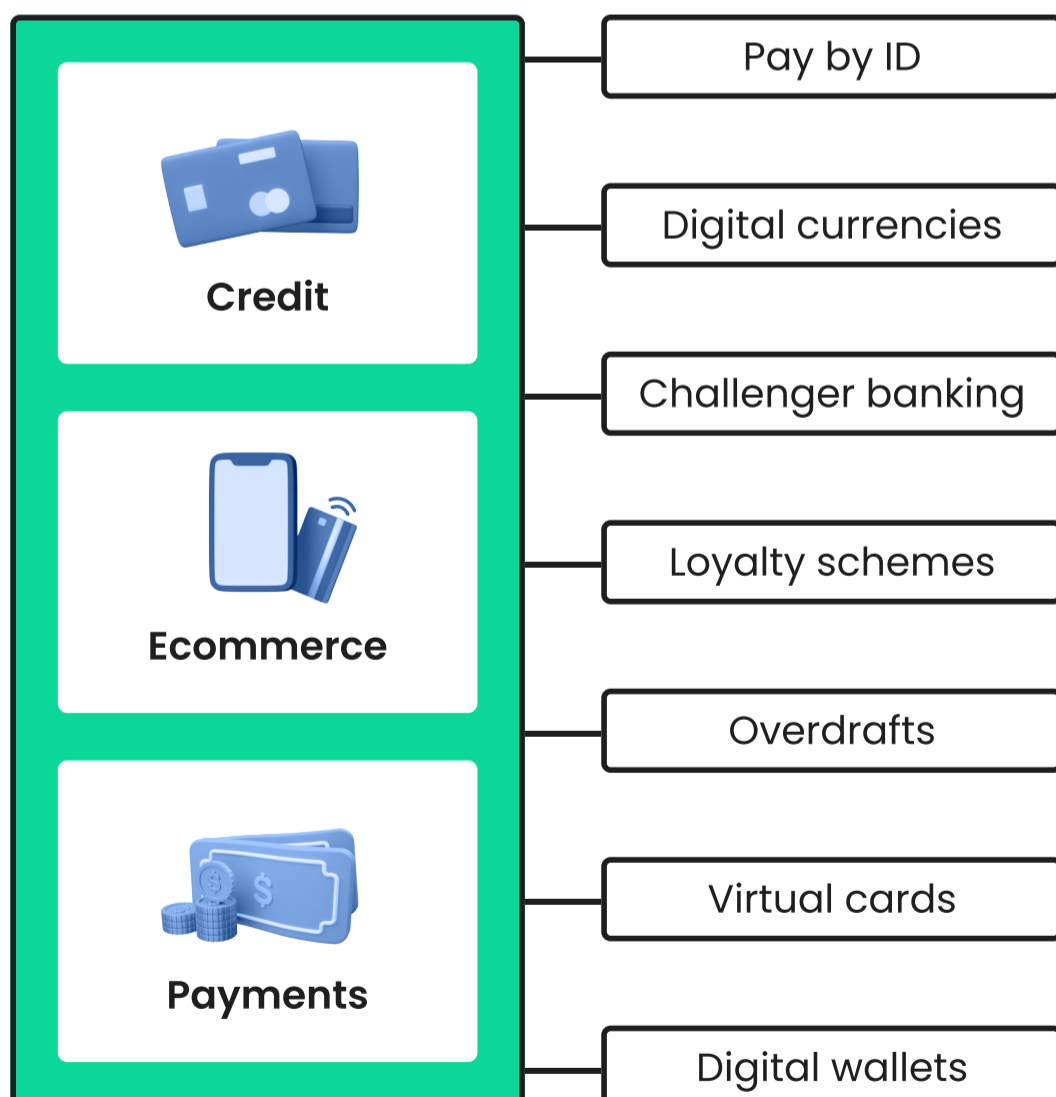 Credit
Ecommerce
Payments
Pay by ID
Digital currencies
Challenger banking
Loyalty schemes
Overdrafts
Virtual cards
Digital wallets